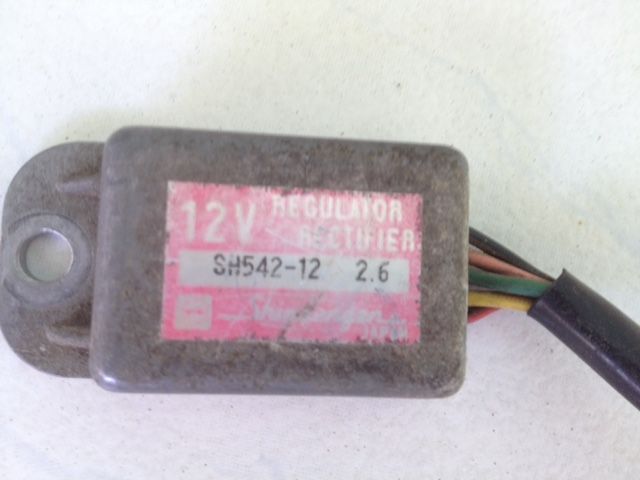 12V REGULATOR
RECTIFIER
SH542-12 2.6
Shindengen
JAPAN